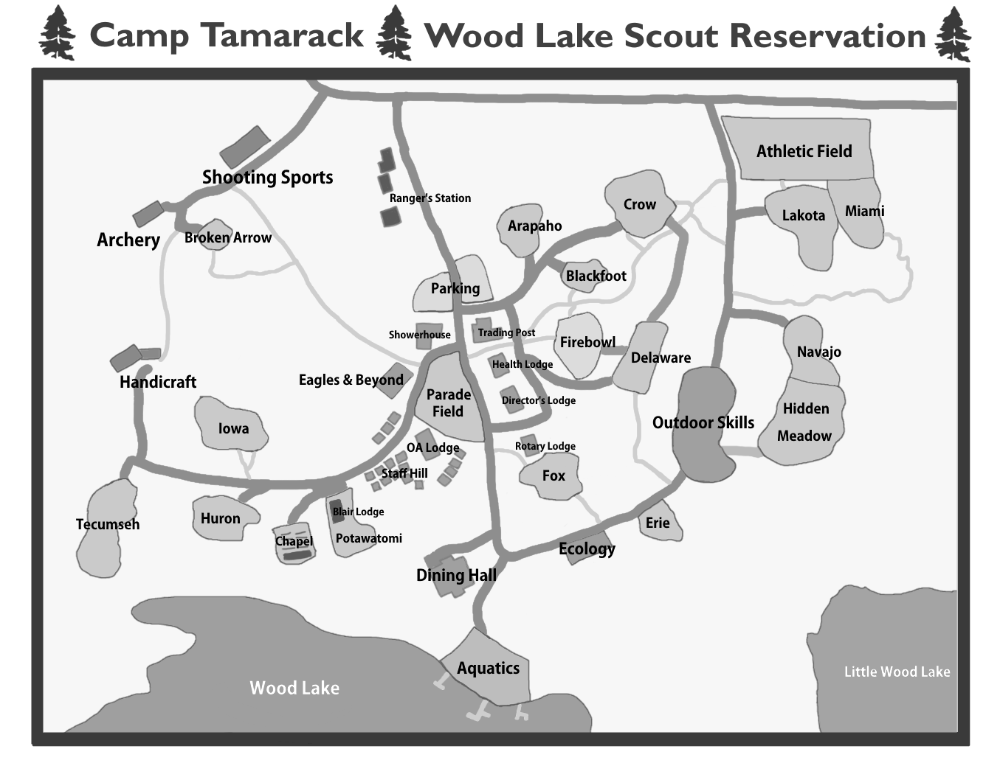 Camp Tamarack Wood Lake Scout Reservation
Athletic Field
Shooting Sports
Ranger's Station
Crow
Miami
Lakota
Arapaho
Archery
Broken Arrow
Blackfoot
Parking
Showerhouse
Trading Post
Firebowl
Navajo
Delaware
Health Lodge
Handicraft
Eagles & Beyond
Parade
Field
Director's Lodge
Hidden
Meadow
Outdoor Skills
Iowa
OA Lodge
Rotary Lodge
Staff Hill
Fox
Blair Lodge
Huron
Tecumseh
Erie
Potawatomi
Chapel
Ecology
Dining Hall
Aquatics
Little Wood Lake
Wood Lake